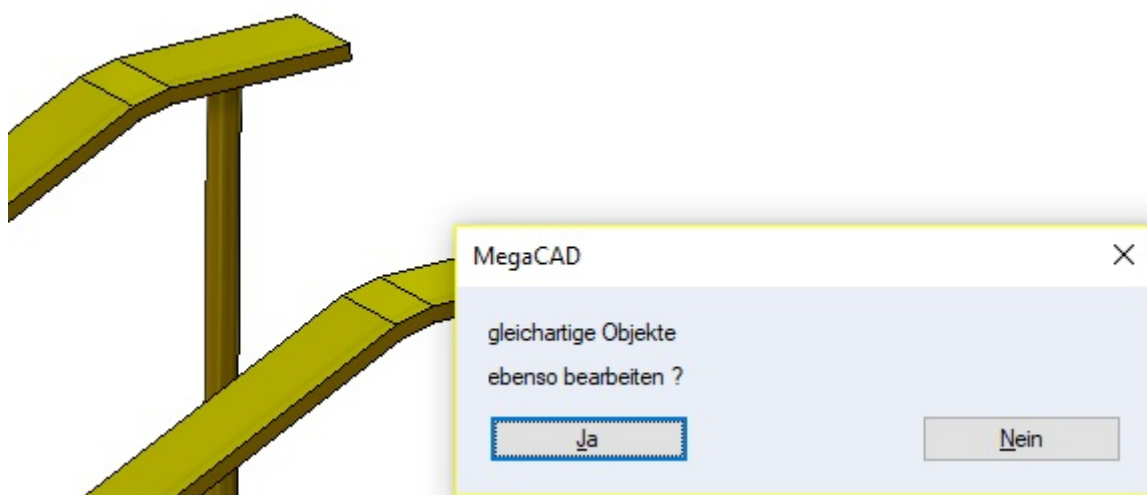 MegaCAD
gleichartige Objekte
ebenso bearbeiten ?
Ja
Nein